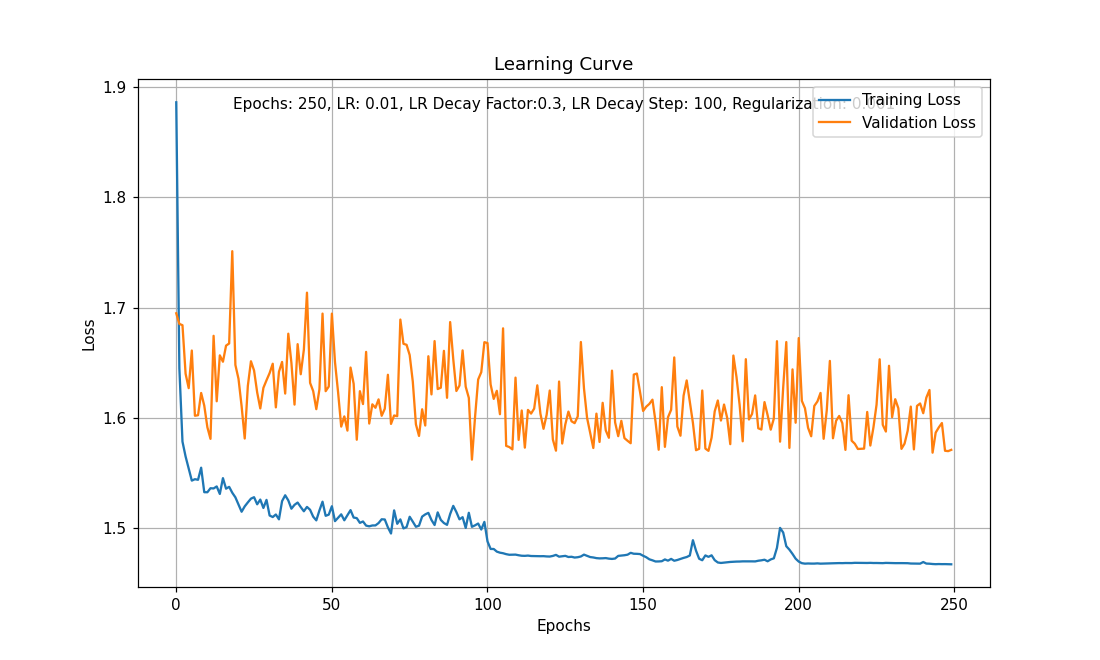 Learning Curve
Epochs: 250, LR: 0.01, LR Decay Factor:0.3, LR Decay Step: 100, Regularization: 0.001
Training Loss
Validation Loss
1.9
1.8
1.7
1.6
1.5
Loss
0
50
100
150
200
250
Epochs